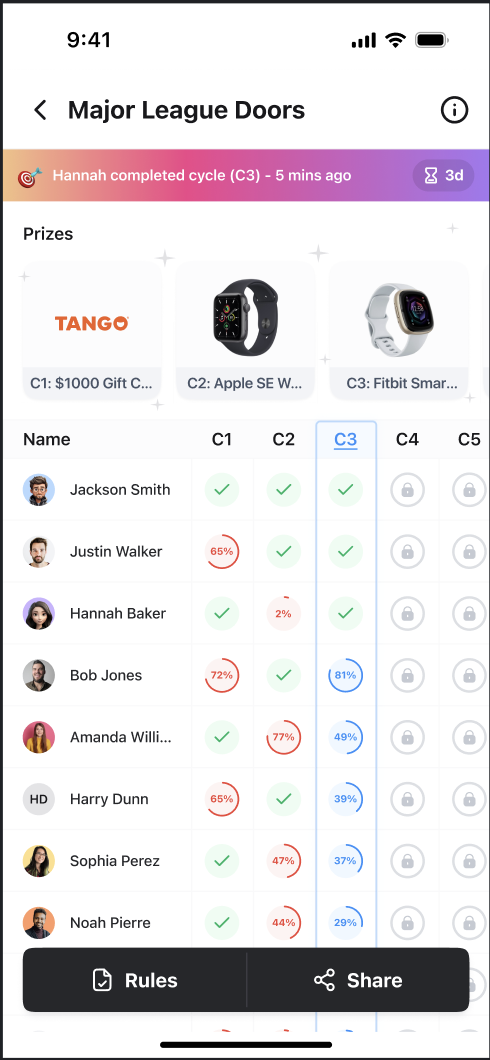 9:41
Major League Doors
Hannah completed cycle (C3) - 5 mins ago
3d
Prizes
TANGO
C1: $1000 Gift C...
C2: Apple SE W...
C3: Fitbit Smar...
Name C1 C2 C3 C4 C5
Jackson Smith
Justin Walker 65%
Hannah Baker 2%
Bob Jones 72% 81%
Amanda Willi... 77% 49%
HD Harry Dunn 65% 39%
Sophia Perez 47% 37%
Noah Pierre 44% 29%
Rules
Share